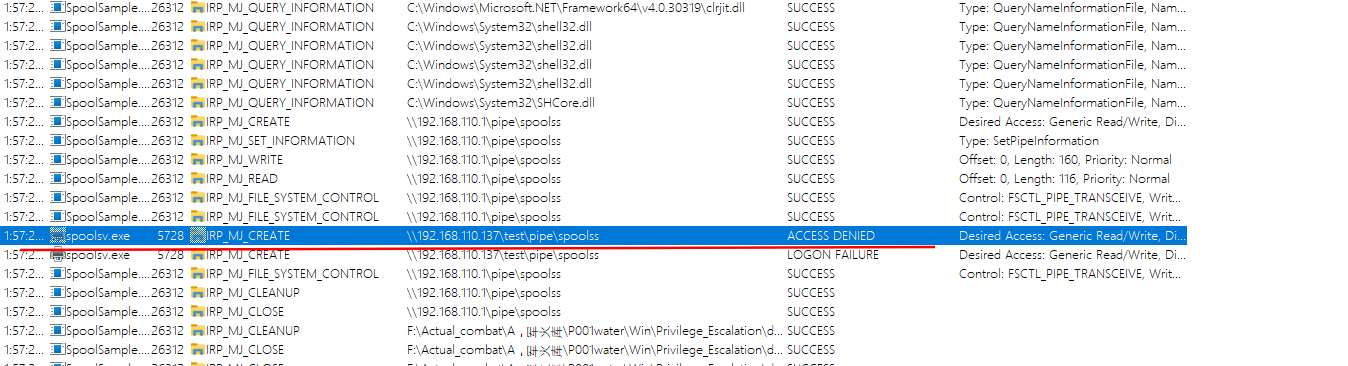 1:57:2... SpoolSample.... 26312 IRP_MJ_QUERY_INFORMATION C:\Windows\Microsoft.NET\Framework64\v4.0.30319\clrjit.dll SUCCESS Type: QueryNameInformationFile, Nam...
1:57:2... SpoolSample.... 26312 IRP_MJ_QUERY_INFORMATION C:\Windows\System32\shell32.dll SUCCESS Type: QueryNameInformationFile, Nam...
1:57:2... SpoolSample.... 26312 IRP_MJ_QUERY_INFORMATION C:\Windows\System32\shell32.dll SUCCESS Type: QueryNameInformationFile, Nam...
1:57:2... SpoolSample.... 26312 IRP_MJ_QUERY_INFORMATION C:\Windows\System32\shell32.dll SUCCESS Type: QueryNameInformationFile, Nam...
1:57:2... SpoolSample.... 26312 IRP_MJ_QUERY_INFORMATION C:\Windows\System32\shell32.dll SUCCESS Type: QueryNameInformationFile, Nam...
1:57:2... SpoolSample.... 26312 IRP_MJ_QUERY_INFORMATION C:\Windows\System32\SHCore.dll SUCCESS Type: QueryNameInformationFile, Nam...
1:57:2... SpoolSample.... 26312 IRP_MJ_CREATE \\192.168.110.1\pipe\spoolss SUCCESS Desired Access: Generic Read/Write, Di...
1:57:2... SpoolSample.... 26312 IRP_MJ_SET_INFORMATION \\192.168.110.1\pipe\spoolss SUCCESS Type: SetPipeInformation
1:57:2... SpoolSample.... 26312 IRP_MJ_WRITE \\192.168.110.1\pipe\spoolss SUCCESS Offset: 0, Length: 160, Priority: Normal
1:57:2... SpoolSample.... 26312 IRP_MJ_READ \\192.168.110.1\pipe\spoolss SUCCESS Offset: 0, Length: 116, Priority: Normal
1:57:2... SpoolSample.... 26312 IRP_MJ_FILE_SYSTEM_CONTROL \\192.168.110.1\pipe\spoolss SUCCESS Control: FSCTL_PIPE_TRANSCEIVE, Writ...
1:57:2... SpoolSample.... 26312 IRP_MJ_FILE_SYSTEM_CONTROL \\192.168.110.1\pipe\spoolss SUCCESS Control: FSCTL_PIPE_TRANSCEIVE, Writ...
1:57:2... spoolsv.exe 5728 IRP_MJ_CREATE \\192.168.110.137\test\pipe\spoolss ACCESS DENIED Desired Access: Generic Read/Write, Di...
1:57:2... spoolsv.exe 5728 IRP_MJ_CREATE \\192.168.110.137\test\pipe\spoolss LOGON FAILURE Desired Access: Generic Read/Write, Di...
1:57:2... SpoolSample.... 26312 IRP_MJ_FILE_SYSTEM_CONTROL \\192.168.110.1\pipe\spoolss SUCCESS Control: FSCTL_PIPE_TRANSCEIVE, Writ...
1:57:2... SpoolSample.... 26312 IRP_MJ_CLEANUP \\192.168.110.1\pipe\spoolss SUCCESS
1:57:2... SpoolSample.... 26312 IRP_MJ_CLOSE \\192.168.110.1\pipe\spoolss SUCCESS
1:57:2... SpoolSample.... 26312 IRP_MJ_CLEANUP F:\Actual_combat\A \P001water\Win\Privilege_Escalation\d... SUCCESS
1:57:2... SpoolSample.... 26312 IRP_MJ_CLOSE F:\Actual_combat\A \P001water\Win\Privilege_Escalation\d... SUCCESS